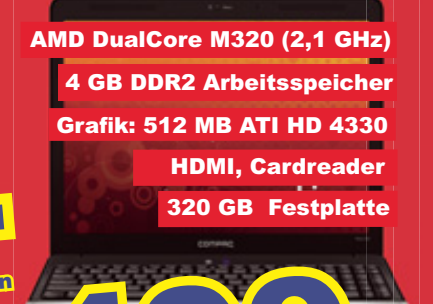 AMD DualCore M320 (2,1 GHz)
4 GB DDR2 Arbeitsspeicher
Grafik: 512 MB ATI HD 4330
HDMI, Cardreader
320 GB Festplatte
COMPAQ